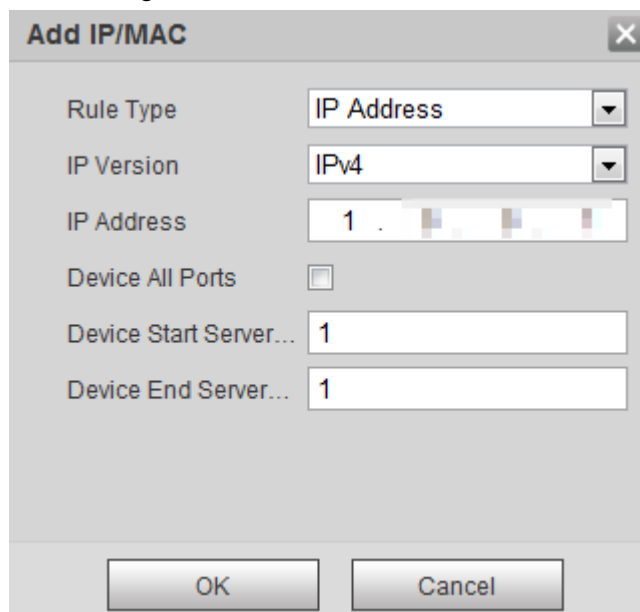 Add IP/MAC
Rule Type IP Address
IP Version IPv4
IP Address 1 .
Device All Ports
Device Start Server... 1
Device End Server... 1
OK Cancel